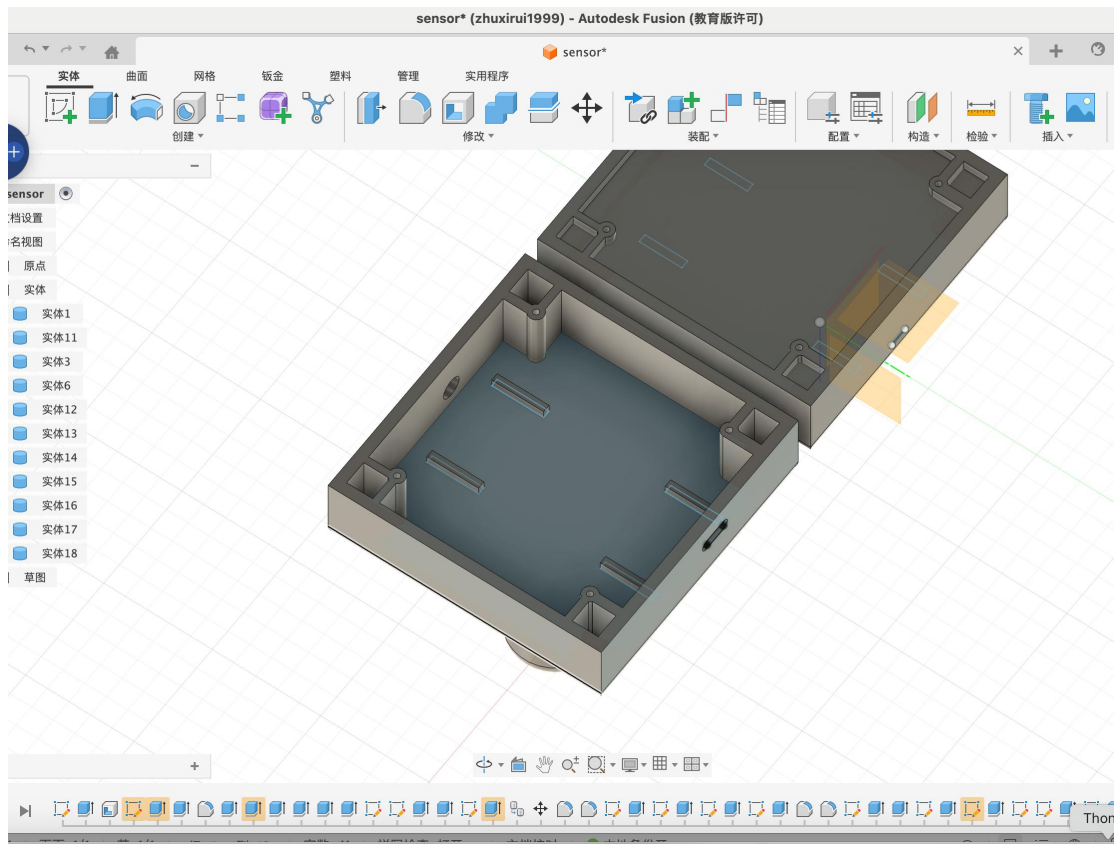 sensor* (zhuxirui1999) - Autodesk Fusion (教育版许可)
sensor*
实体 曲面 网格 钣金 塑料 管理 实用程序
创建 修改 装配 配置 构造 检验 插入
sensor
档设置
名视图
原点
实体
实体1
实体11
实体3
实体6
实体12
实体13
实体14
实体15
实体16
实体17
实体18
草图
Thon